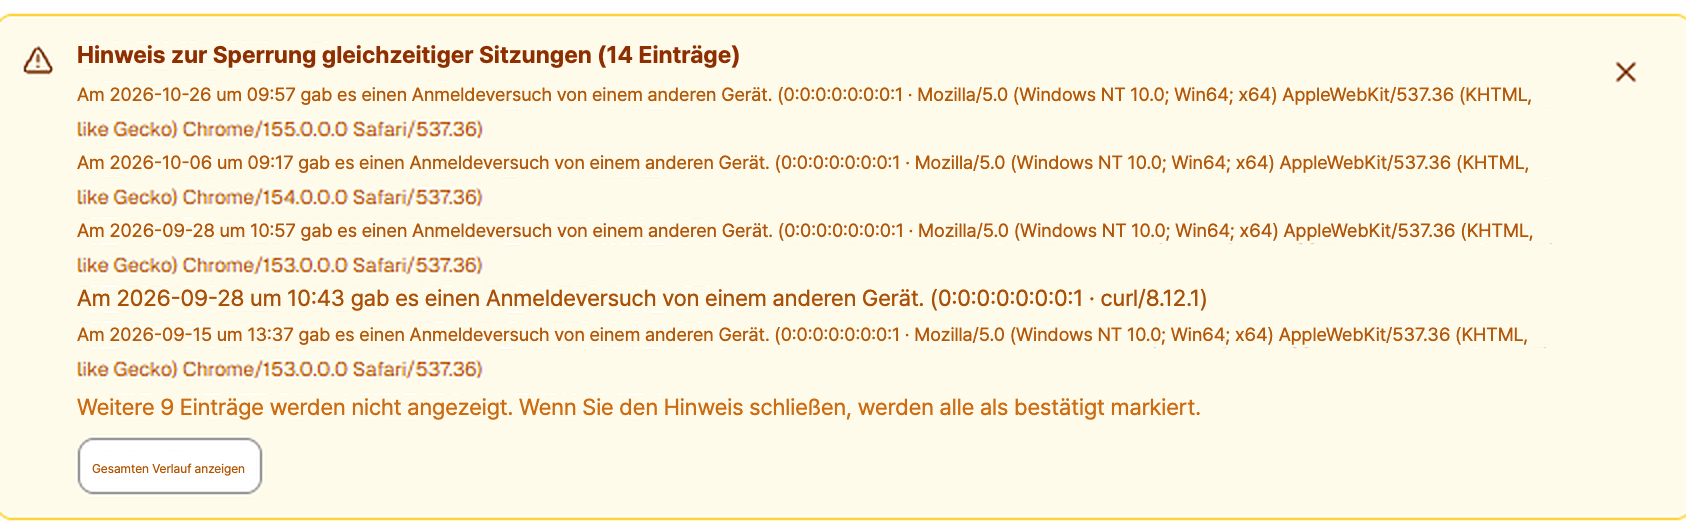 Hinweis zur Sperrung gleichzeitiger Sitzungen (14 Einträge)
Am 2026-10-26 um 09:57 gab es einen Anmeldeversuch von einem anderen Gerät. (0:0:0:0:0:0:0:1 · Mozilla/5.0 (Windows NT 10.0; Win64; x64) AppleWebKit/537.36 (KHTML,
like Gecko) Chrome/155.0.0.0 Safari/537.36)
Am 2026-10-06 um 09:17 gab es einen Anmeldeversuch von einem anderen Gerät. (0:0:0:0:0:0:0:1 · Mozilla/5.0 (Windows NT 10.0; Win64; x64) AppleWebKit/537.36 (KHTML,
like Gecko) Chrome/154.0.0.0 Safari/537.36)
Am 2026-09-28 um 10:57 gab es einen Anmeldeversuch von einem anderen Gerät. (0:0:0:0:0:0:0:1 · Mozilla/5.0 (Windows NT 10.0; Win64; x64) AppleWebKit/537.36 (KHTML,
like Gecko) Chrome/153.0.0.0 Safari/537.36)
Am 2026-09-28 um 10:43 gab es einen Anmeldeversuch von einem anderen Gerät. (0:0:0:0:0:0:0:1 · curl/8.12.1)
Am 2026-09-15 um 13:37 gab es einen Anmeldeversuch von einem anderen Gerät. (0:0:0:0:0:0:0:1 · Mozilla/5.0 (Windows NT 10.0; Win64; x64) AppleWebKit/537.36 (KHTML,
like Gecko) Chrome/153.0.0.0 Safari/537.36)
Weitere 9 Einträge werden nicht angezeigt. Wenn Sie den Hinweis schließen, werden alle als bestätigt markiert.
Gesamten Verlauf anzeigen